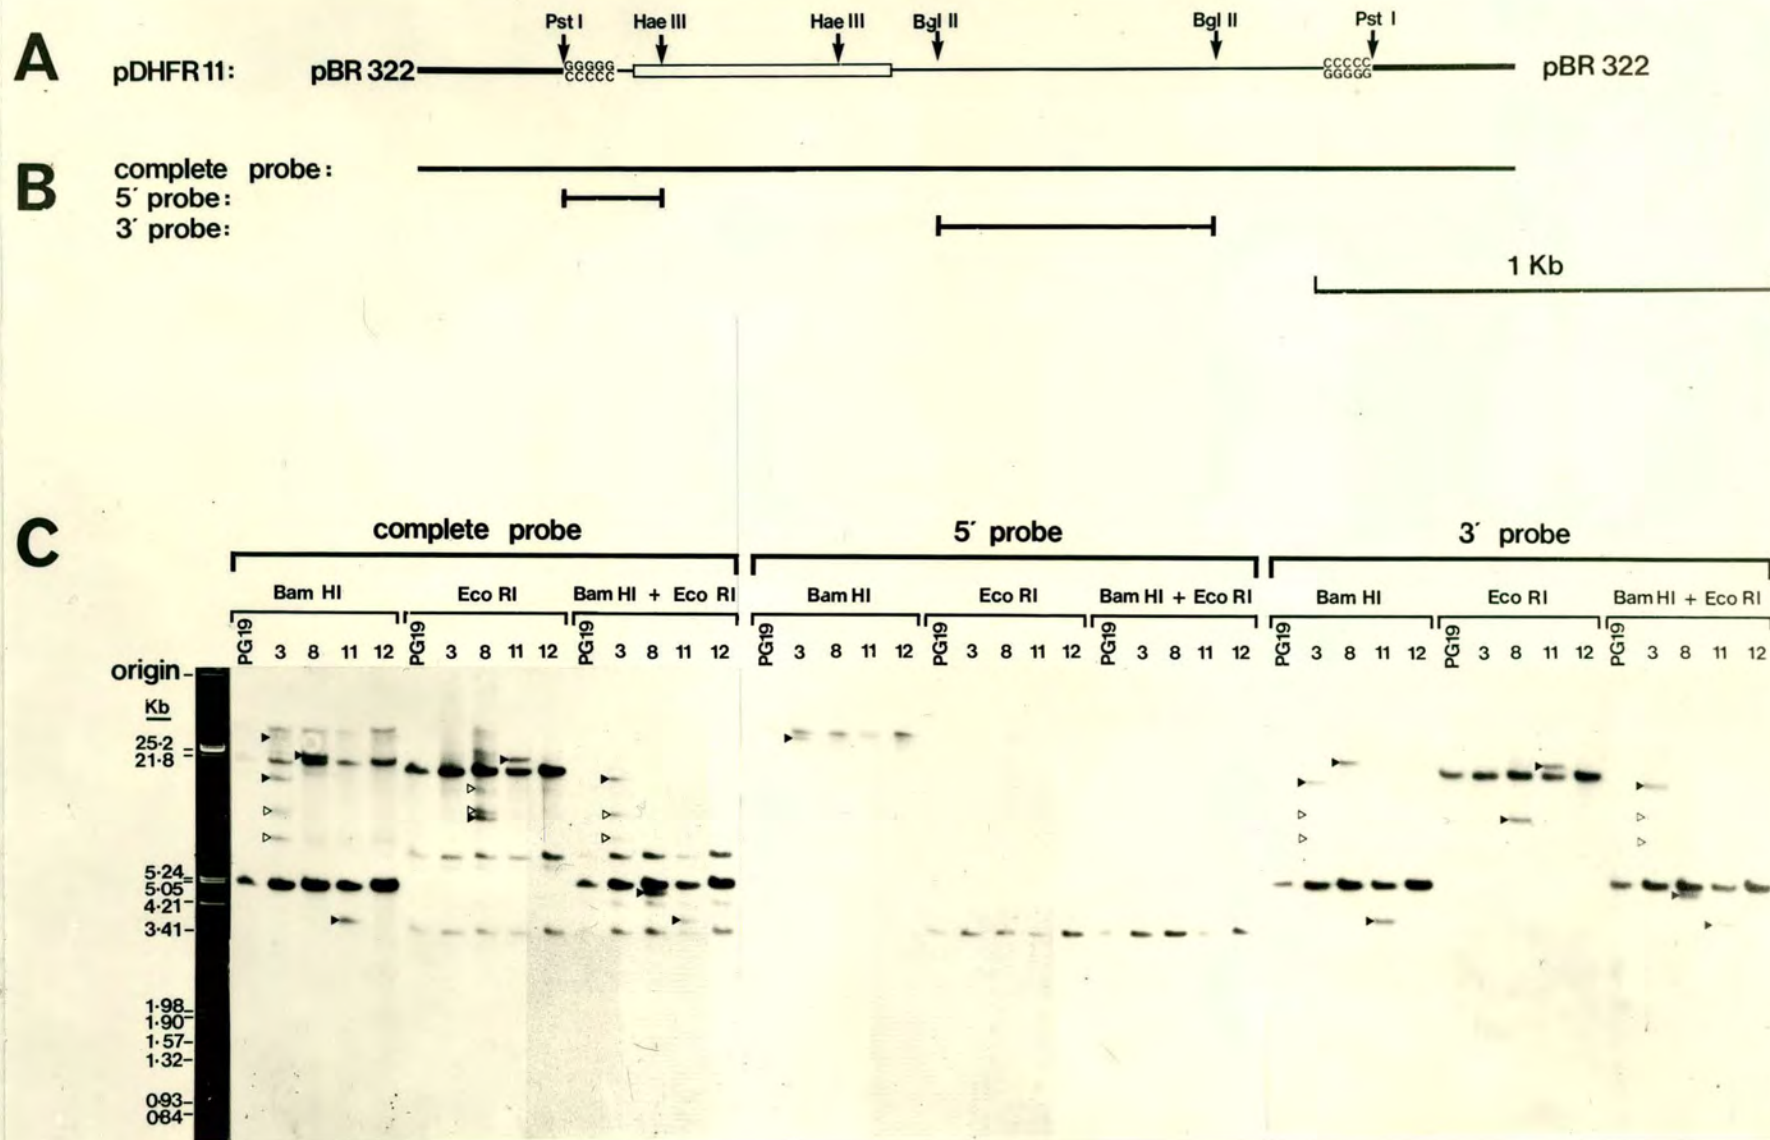 A
Pst I Hae III Hae III Bgl II Bgl II Pst I
pDHFR 11: pBR 322 GGGGG CCCCC pBR 322
CCCCC GGGGG
B
complete probe:
5′ probe:
3′ probe:
1 Kb
C
complete probe 5′ probe 3′ probe
Bam HI Eco RI Bam HI + Eco RI Bam HI Eco RI Bam HI + Eco RI Bam HI Eco RI Bam HI + Eco RI
PG19 3 8 11 12 PG19 3 8 11 12 PG19 3 8 11 12 PG19 3 8 11 12 PG19 3 8 11 12 PG19 3 8 11 12 PG19 3 8 11 12 PG19 3 8 11 12 PG19 3 8 11 12
origin
Kb
25·2
21·8
5·24
5·05
4·21
3·41
1·98
1·90
1·57
1·32
0·93
0·84